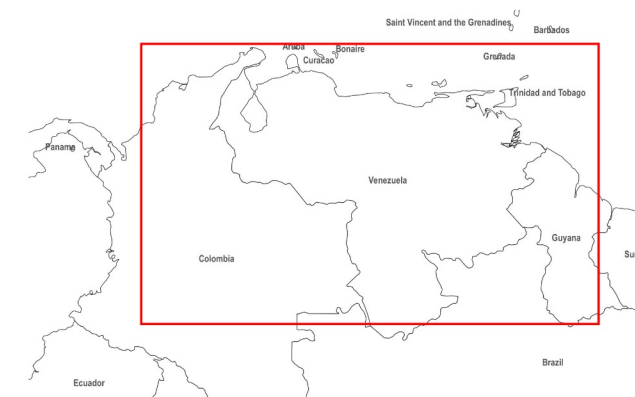 Saint Vincent and the Grenadines
Barbados
Aruba
Bonaire
Curacao
Grenada
Trinidad and Tobago
Panama
Venezuela
Guyana
Colombia
Su
Brazil
Ecuador